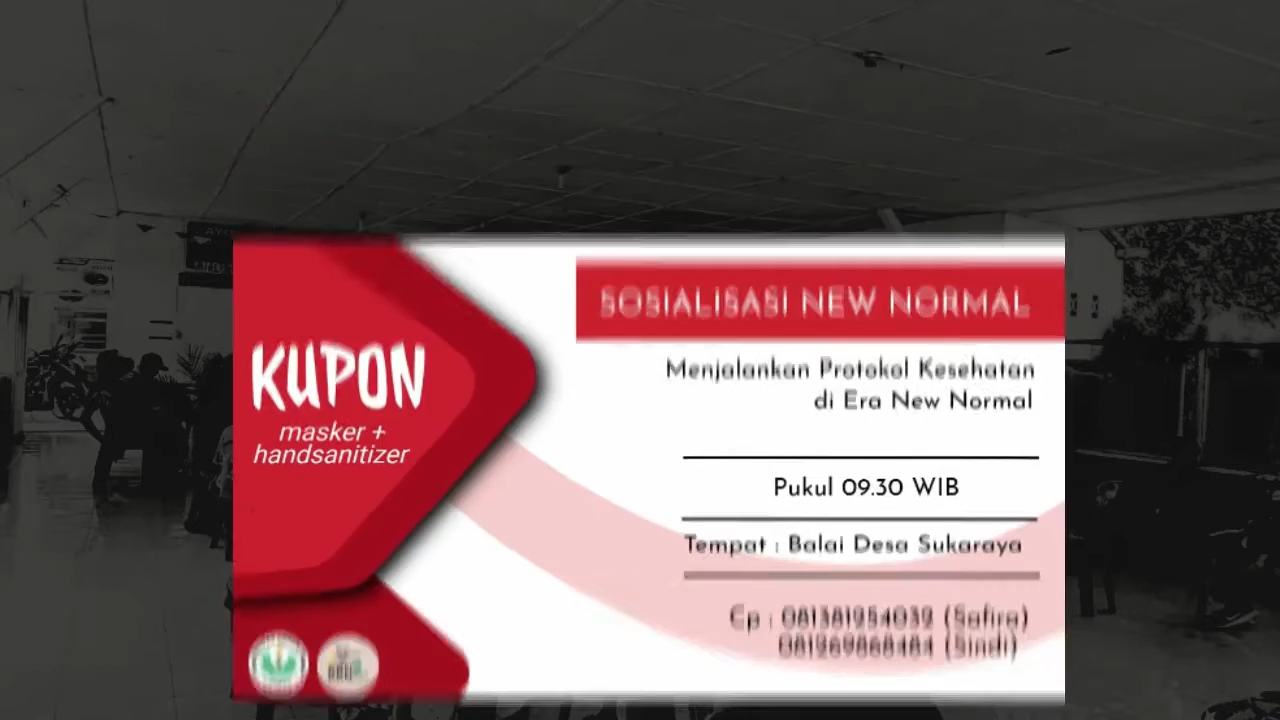 KUPON
masker +
handsanitizer
SOSIALISASI NEW NORMAL
Menjalankan Protokol Kesehatan
di Era New Normal
Pukul 09.30 WIB
Tempat : Balai Desa Sukaraya
Cp : 081381954039 (Safira)
(Sindi)